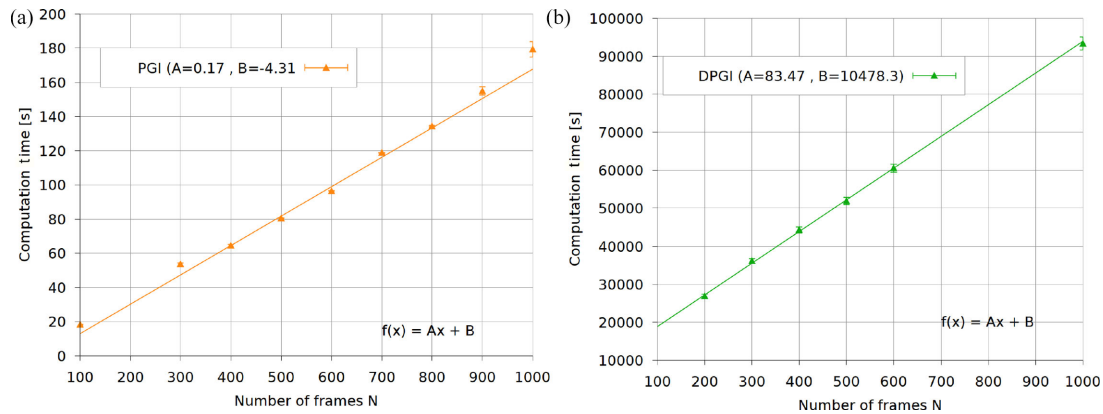 (a)
Computation time [s]
200
180
160
140
120
100
80
60
40
20
0
PGI (A=0.17 , B=-4.31
f(x) = Ax + B
100 200 300 400 500 600 700 800 900 1000
Number of frames N
(b)
Computation time [s]
100000
90000
80000
70000
60000
50000
40000
30000
20000
10000
DPGI (A=83.47 , B=10478.3)
f(x) = Ax + B
100 200 300 400 500 600 700 800 900 1000
Number of frames N